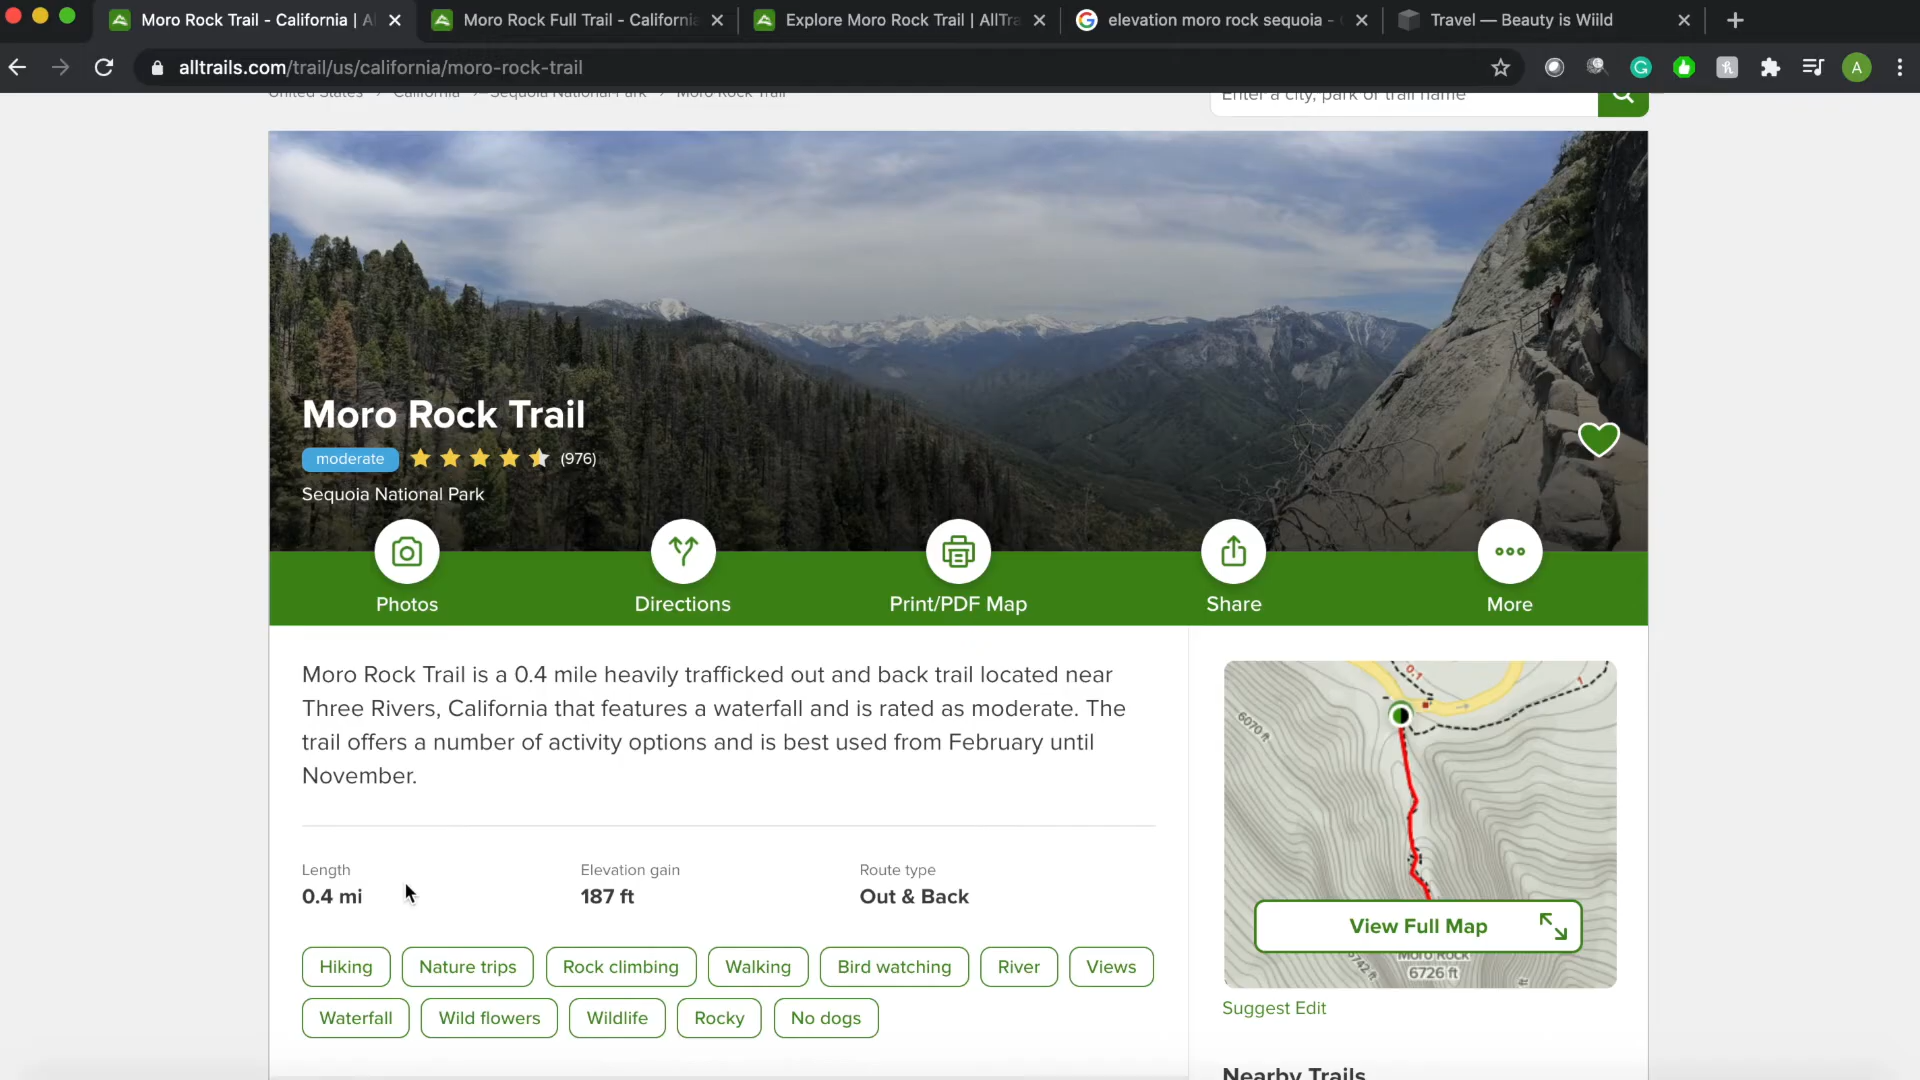 Moro Rock Trail - California | A
Moro Rock Full Trail - California
Explore Moro Rock Trail | AllTra
elevation moro rock sequoia -
Travel — Beauty is Wiild
alltrails.com/trail/us/california/moro-rock-trail
A
United States > California > Sequoia National Park > Moro Rock Trail
Enter a city, park or trail name
Moro Rock Trail
moderate
(976)
Sequoia National Park
Photos
Directions
Print/PDF Map
Share
More
Moro Rock Trail is a 0.4 mile heavily trafficked out and back trail located near
Three Rivers, California that features a waterfall and is rated as moderate. The
trail offers a number of activity options and is best used from February until
November.
Length
0.4 mi
Elevation gain
187 ft
Route type
Out & Back
Hiking
Nature trips
Rock climbing
Walking
Bird watching
River
Views
Waterfall
Wild flowers
Wildlife
Rocky
No dogs
0.1
1
6070 ft
View Full Map
Moro Rock
6726 ft
5742 ft
Suggest Edit
Nearby Trails